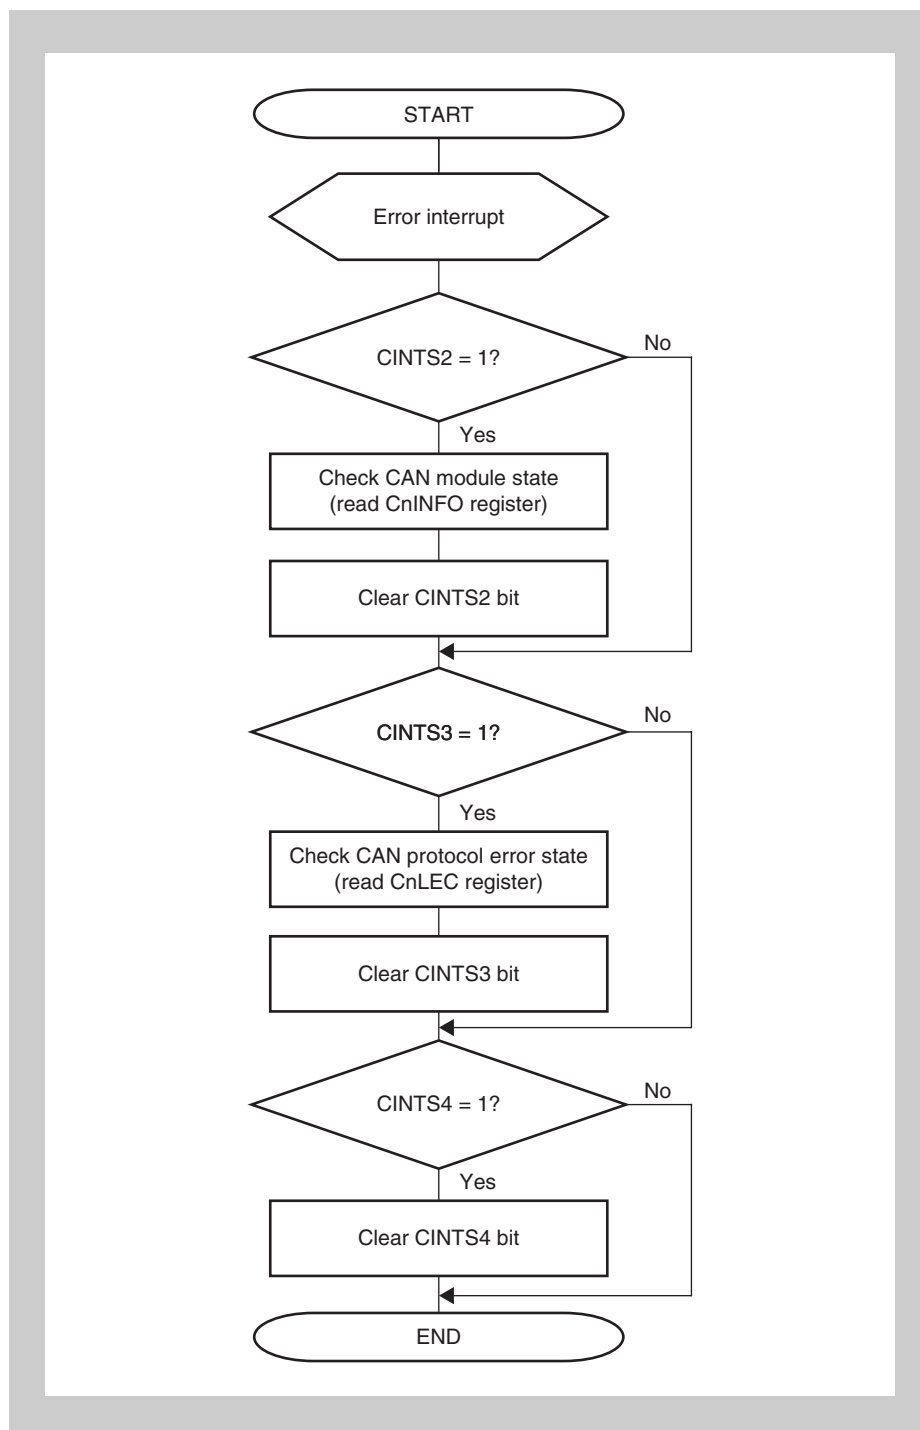 START
Error interrupt
CINTS2 = 1?
No
Yes
Check CAN module state
(read CnINFO register)
Clear CINTS2 bit
CINTS3 = 1?
No
Yes
Check CAN protocol error state
(read CnLEC register)
Clear CINTS3 bit
CINTS4 = 1?
No
Yes
Clear CINTS4 bit
END